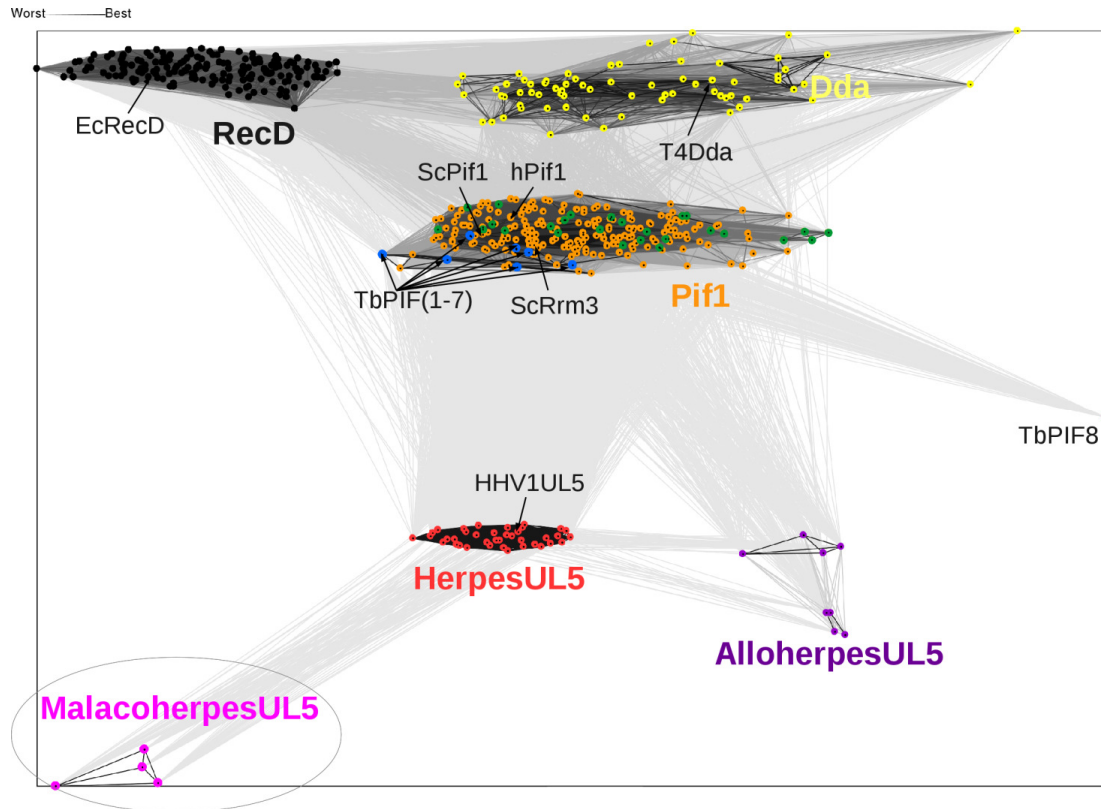 Worst Best
Dda
EcRecD
RecD
T4Dda
ScPif1 hPif1
TbPIF(1-7)
ScRrm3
Pif1
TbPIF8
HHV1UL5
HerpesUL5
AlloherpesUL5
MalacoherpesUL5